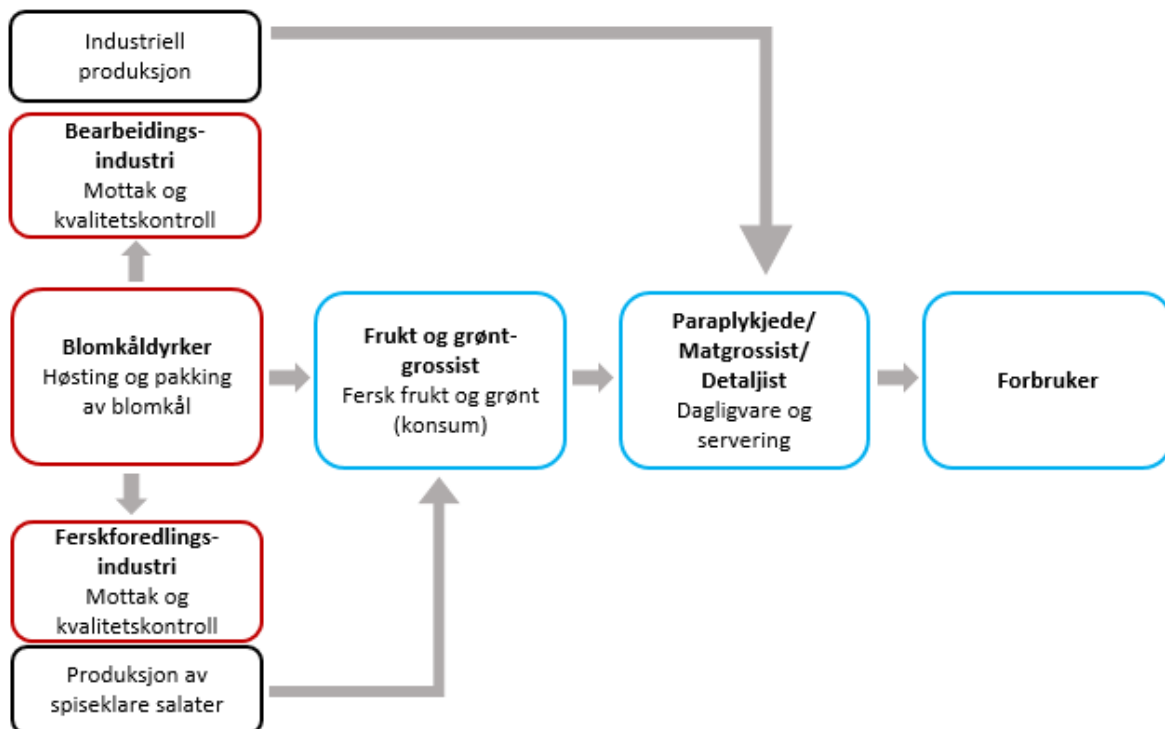 Industriell
produksjon
Bearbeidings-
industri
Mottak og
kvalitetskontroll
Blomkåldyrker
Høsting og pakking
av blomkål
Frukt og grønt-
grossist
Fersk frukt og grønt
(konsum)
Paraplykjede/
Matgrossist/
Detaljist
Dagligvare og
servering
Forbruker
Ferskforedlings-
industri
Mottak og
kvalitetskontroll
Produksjon av
spiseklare salater